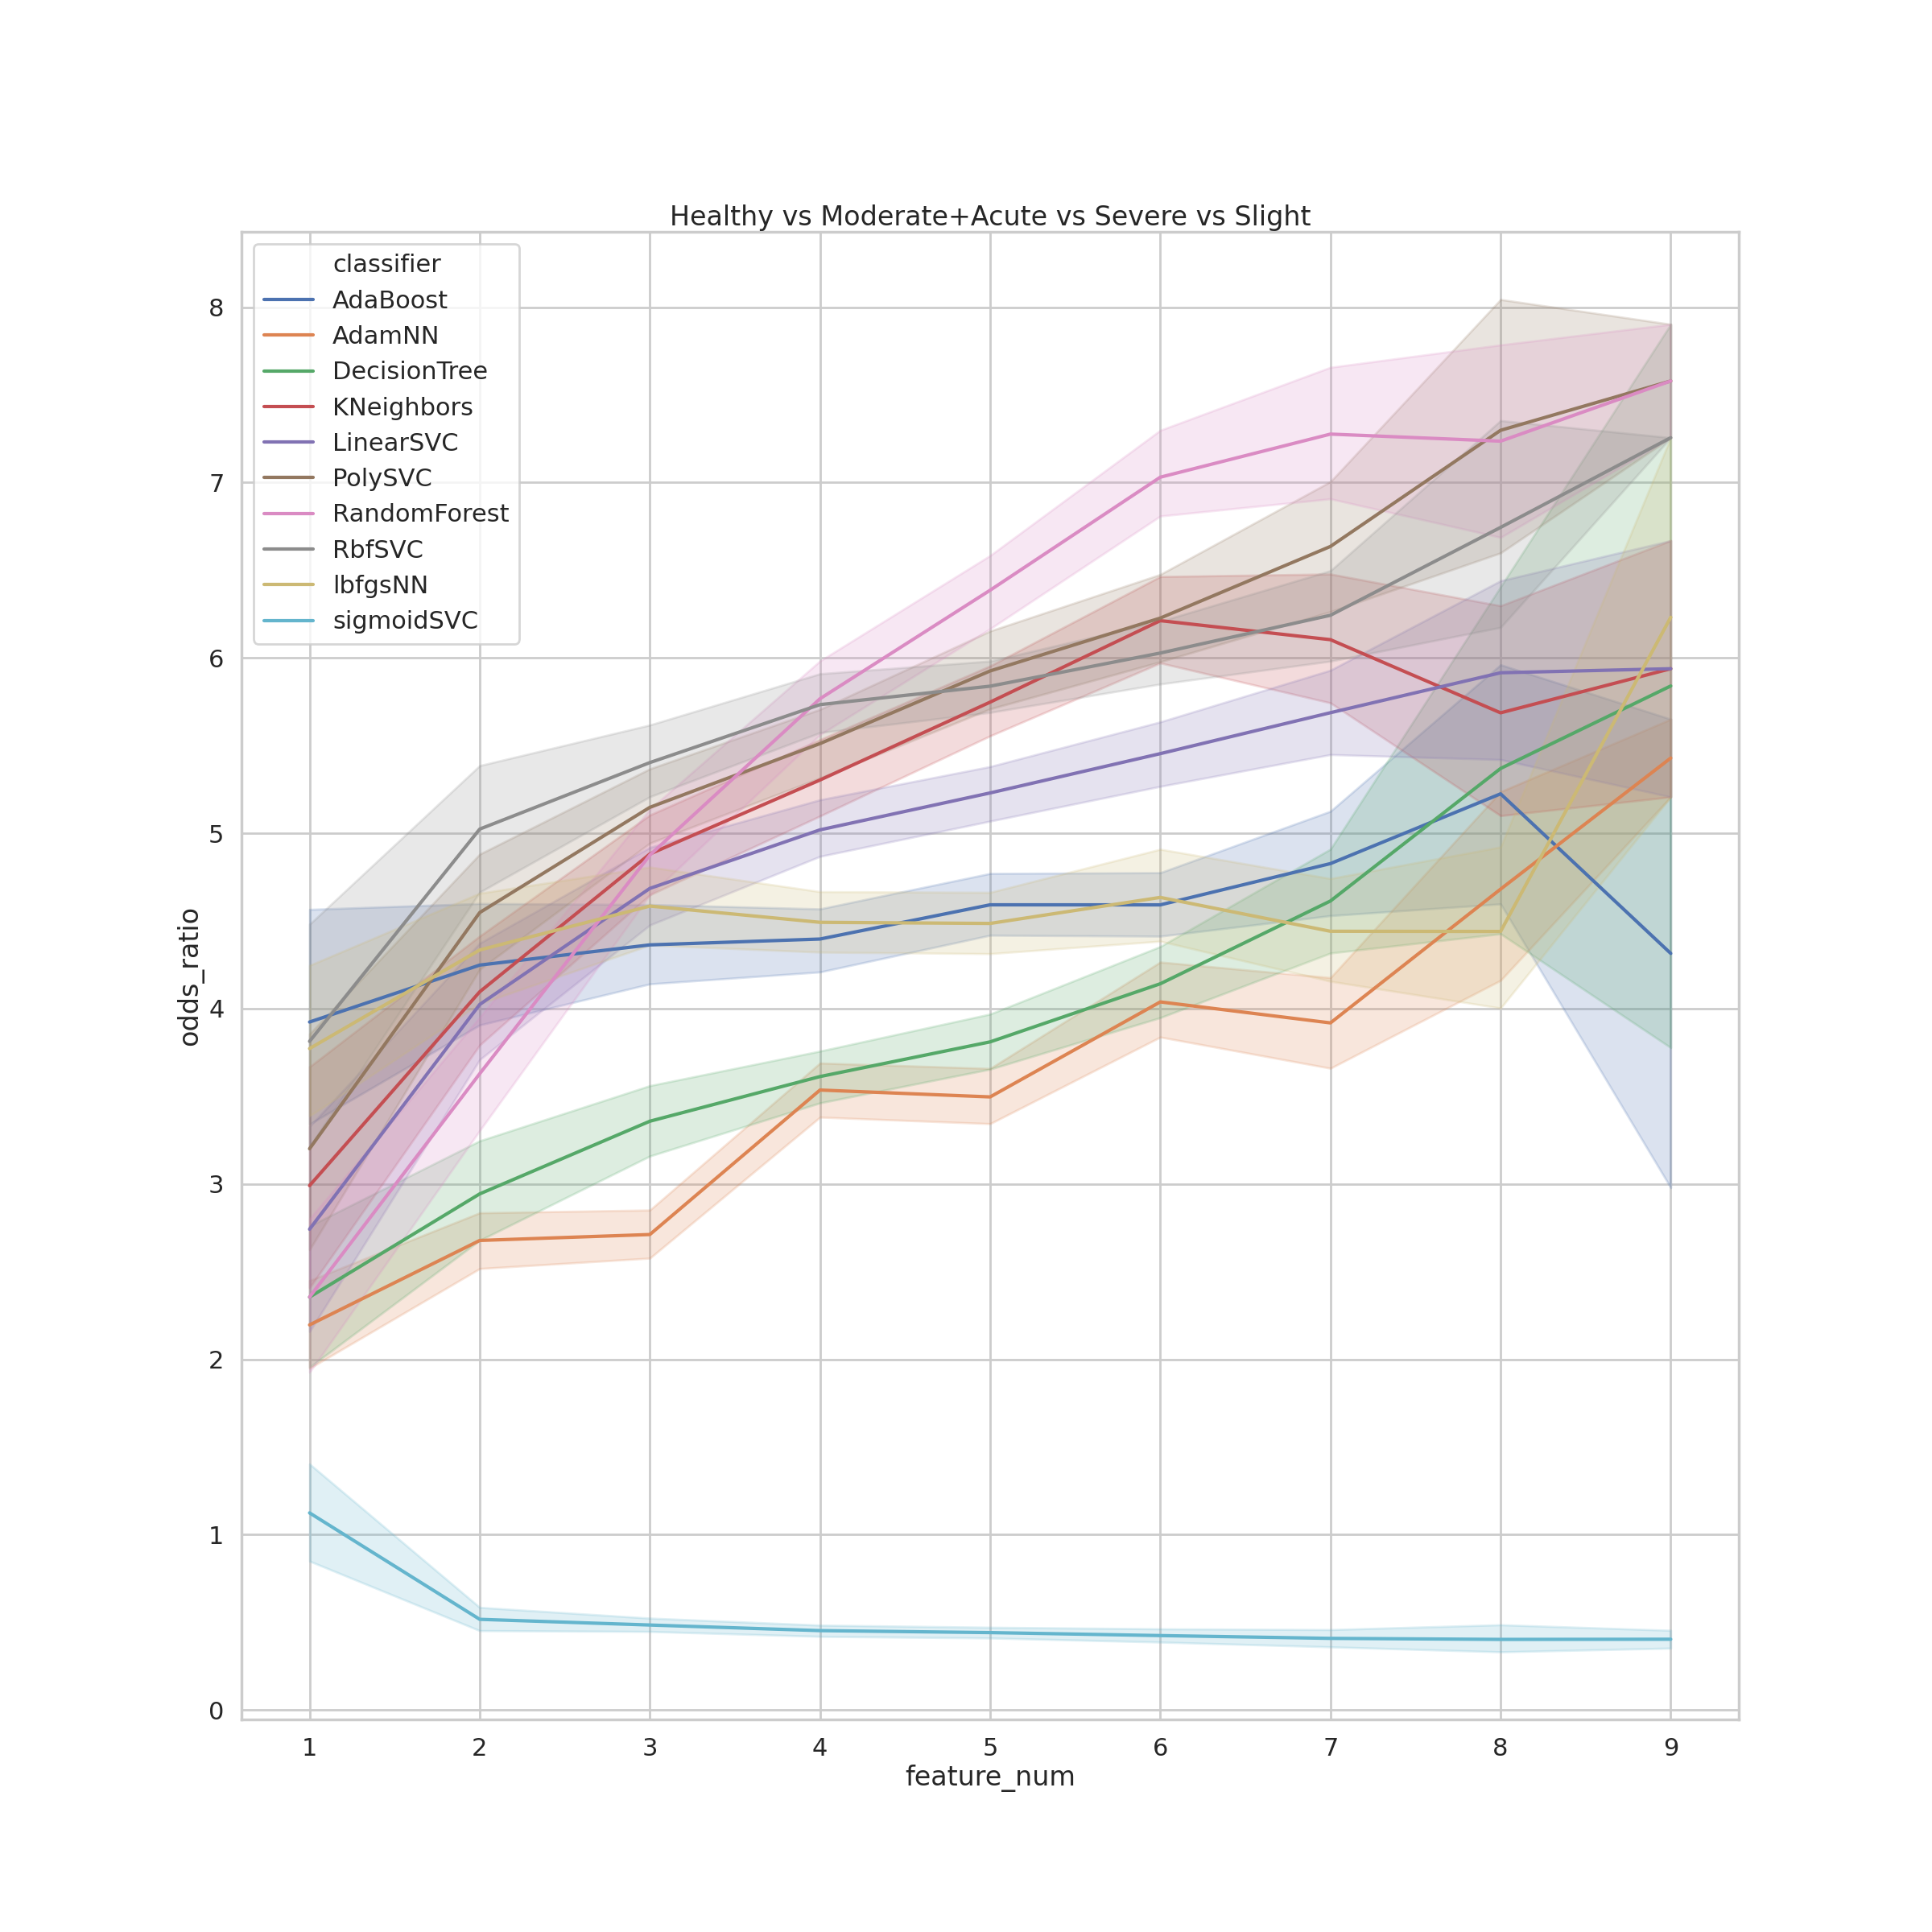 Healthy vs Moderate+Acute vs Severe vs Slight
classifier
AdaBoost
AdamNN
DecisionTree
KNeighbors
LinearSVC
PolySVC
RandomForest
RbfSVC
lbfgsNN
sigmoidSVC
odds_ratio
8
7
6
5
4
3
2
1
0
1 2 3 4 5 6 7 8 9
feature_num